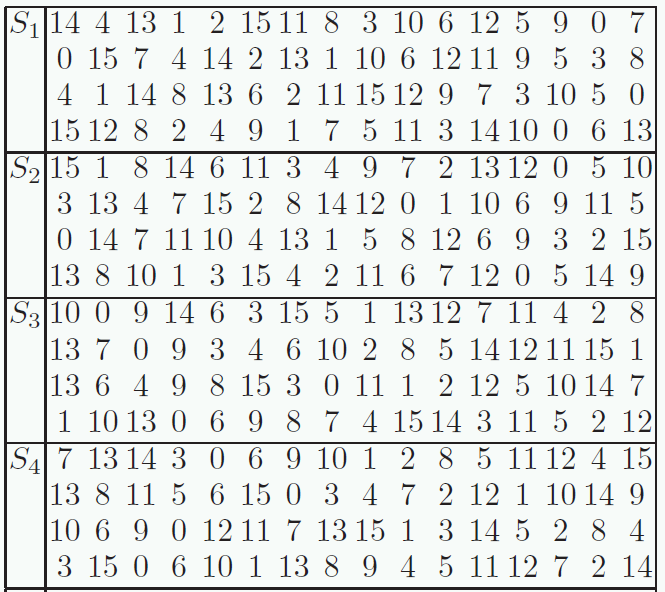 S₁ 14 4 13 1 2 15 11 8 3 10 6 12 5 9 0 7
0 15 7 4 14 2 13 1 10 6 12 11 9 5 3 8
4 1 14 8 13 6 2 11 15 12 9 7 3 10 5 0
15 12 8 2 4 9 1 7 5 11 3 14 10 0 6 13
S₂ 15 1 8 14 6 11 3 4 9 7 2 13 12 0 5 10
3 13 4 7 15 2 8 14 12 0 1 10 6 9 11 5
0 14 7 11 10 4 13 1 5 8 12 6 9 3 2 15
13 8 10 1 3 15 4 2 11 6 7 12 0 5 14 9
S₃ 10 0 9 14 6 3 15 5 1 13 12 7 11 4 2 8
13 7 0 9 3 4 6 10 2 8 5 14 12 11 15 1
13 6 4 9 8 15 3 0 11 1 2 12 5 10 14 7
1 10 13 0 6 9 8 7 4 15 14 3 11 5 2 12
S₄ 7 13 14 3 0 6 9 10 1 2 8 5 11 12 4 15
13 8 11 5 6 15 0 3 4 7 2 12 1 10 14 9
10 6 9 0 12 11 7 13 15 1 3 14 5 2 8 4
3 15 0 6 10 1 13 8 9 4 5 11 12 7 2 14